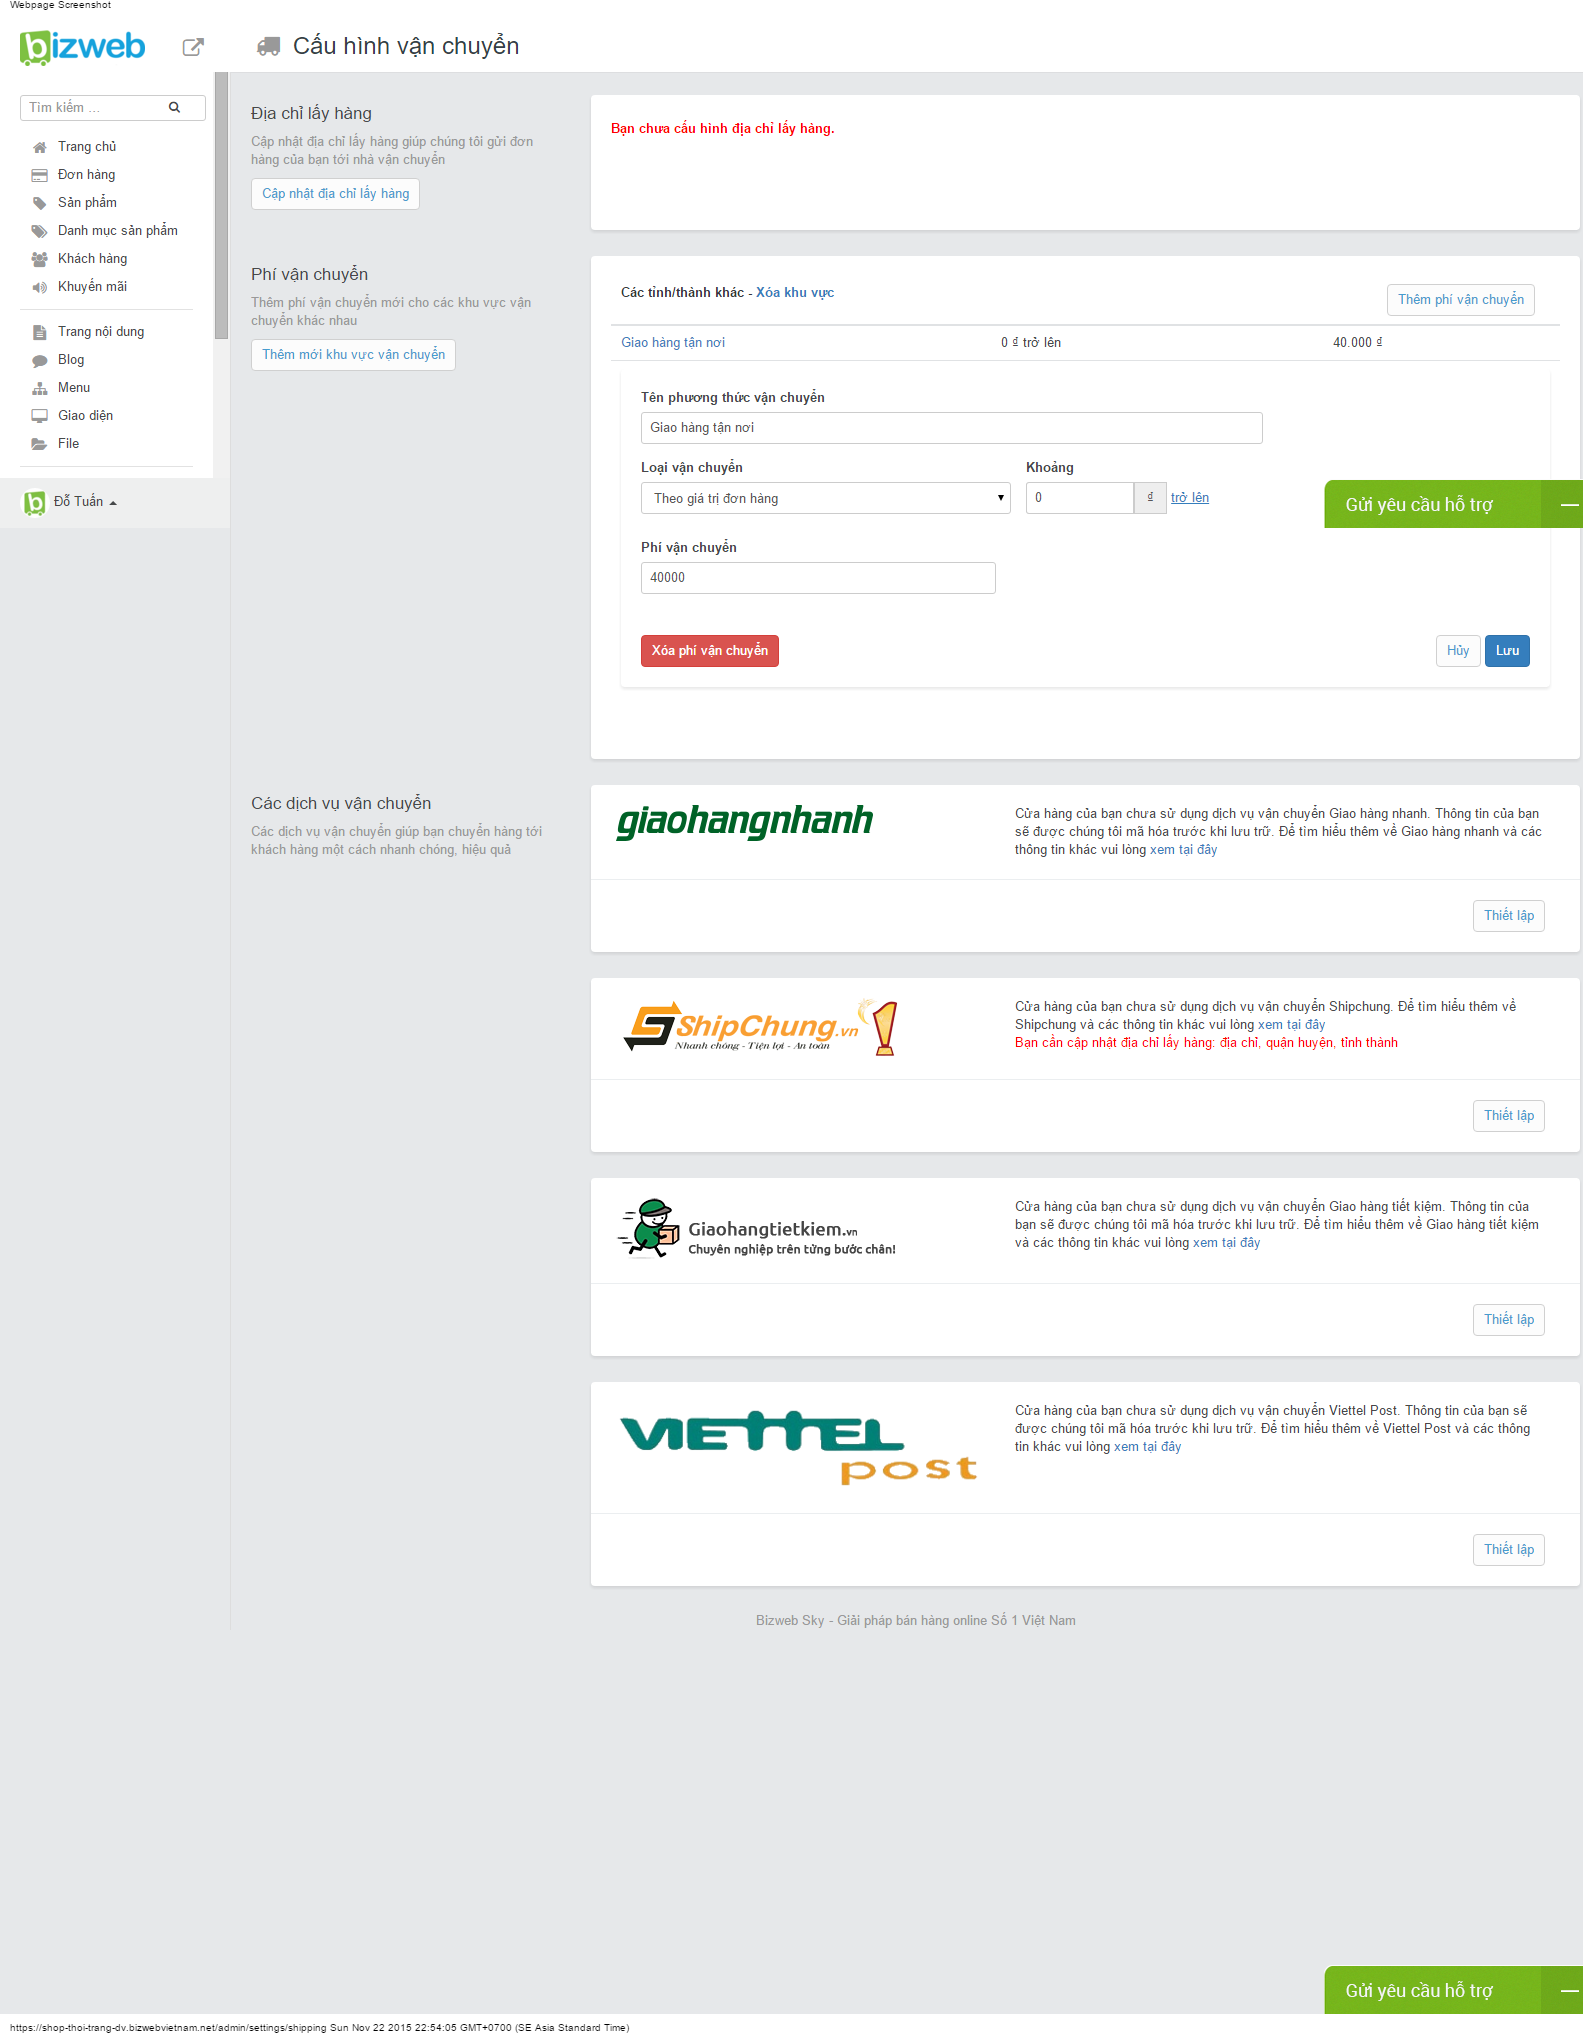 Webpage Screenshot
bizweb
Cấu hình vận chuyển
Tìm kiếm ...
Trang chủ
Đơn hàng
Sản phẩm
Danh mục sản phẩm
Khách hàng
Khuyến mãi
Trang nội dung
Blog
Menu
Giao diện
File
Đỗ Tuấn
Địa chỉ lấy hàng
Cập nhật địa chỉ lấy hàng giúp chúng tôi gửi đơn
hàng của bạn tới nhà vận chuyển
Cập nhật địa chỉ lấy hàng
Bạn chưa cấu hình địa chỉ lấy hàng.
Phí vận chuyển
Thêm phí vận chuyển mới cho các khu vực vận
chuyển khác nhau
Thêm mới khu vực vận chuyển
Các tỉnh/thành khác - Xóa khu vực
Thêm phí vận chuyển
Giao hàng tận nơi 0 ₫ trở lên 40.000 ₫
Tên phương thức vận chuyển
Giao hàng tận nơi
Loại vận chuyển Khoảng
Theo giá trị đơn hàng 0 ₫ trở lên
Phí vận chuyển
40000
Xóa phí vận chuyển Hủy Lưu
Gửi yêu cầu hỗ trợ
Các dịch vụ vận chuyển
Các dịch vụ vận chuyển giúp bạn chuyển hàng tới
khách hàng một cách nhanh chóng, hiệu quả
giaohangnhanh
Cửa hàng của bạn chưa sử dụng dịch vụ vận chuyển Giao hàng nhanh. Thông tin của bạn
sẽ được chúng tôi mã hóa trước khi lưu trữ. Để tìm hiểu thêm về Giao hàng nhanh và các
thông tin khác vui lòng xem tại đây
Thiết lập
ShipChung.vn
Nhanh chóng - Tiện lợi - An toàn
Cửa hàng của bạn chưa sử dụng dịch vụ vận chuyển Shipchung. Để tìm hiểu thêm về
Shipchung và các thông tin khác vui lòng xem tại đây
Bạn cần cập nhật địa chỉ lấy hàng: địa chỉ, quận huyện, tỉnh thành
Thiết lập
Giaohangtietkiem.vn
Chuyên nghiệp trên từng bước chân!
Cửa hàng của bạn chưa sử dụng dịch vụ vận chuyển Giao hàng tiết kiệm. Thông tin của
bạn sẽ được chúng tôi mã hóa trước khi lưu trữ. Để tìm hiểu thêm về Giao hàng tiết kiệm
và các thông tin khác vui lòng xem tại đây
Thiết lập
VIETTEL
post
Cửa hàng của bạn chưa sử dụng dịch vụ vận chuyển Viettel Post. Thông tin của bạn sẽ
được chúng tôi mã hóa trước khi lưu trữ. Để tìm hiểu thêm về Viettel Post và các thông
tin khác vui lòng xem tại đây
Thiết lập
Bizweb Sky - Giải pháp bán hàng online Số 1 Việt Nam
Gửi yêu cầu hỗ trợ
https://shop-thoi-trang-dv.bizwebvietnam.net/admin/settings/shipping Sun Nov 22 2015 22:54:05 GMT+0700 (SE Asia Standard Time)